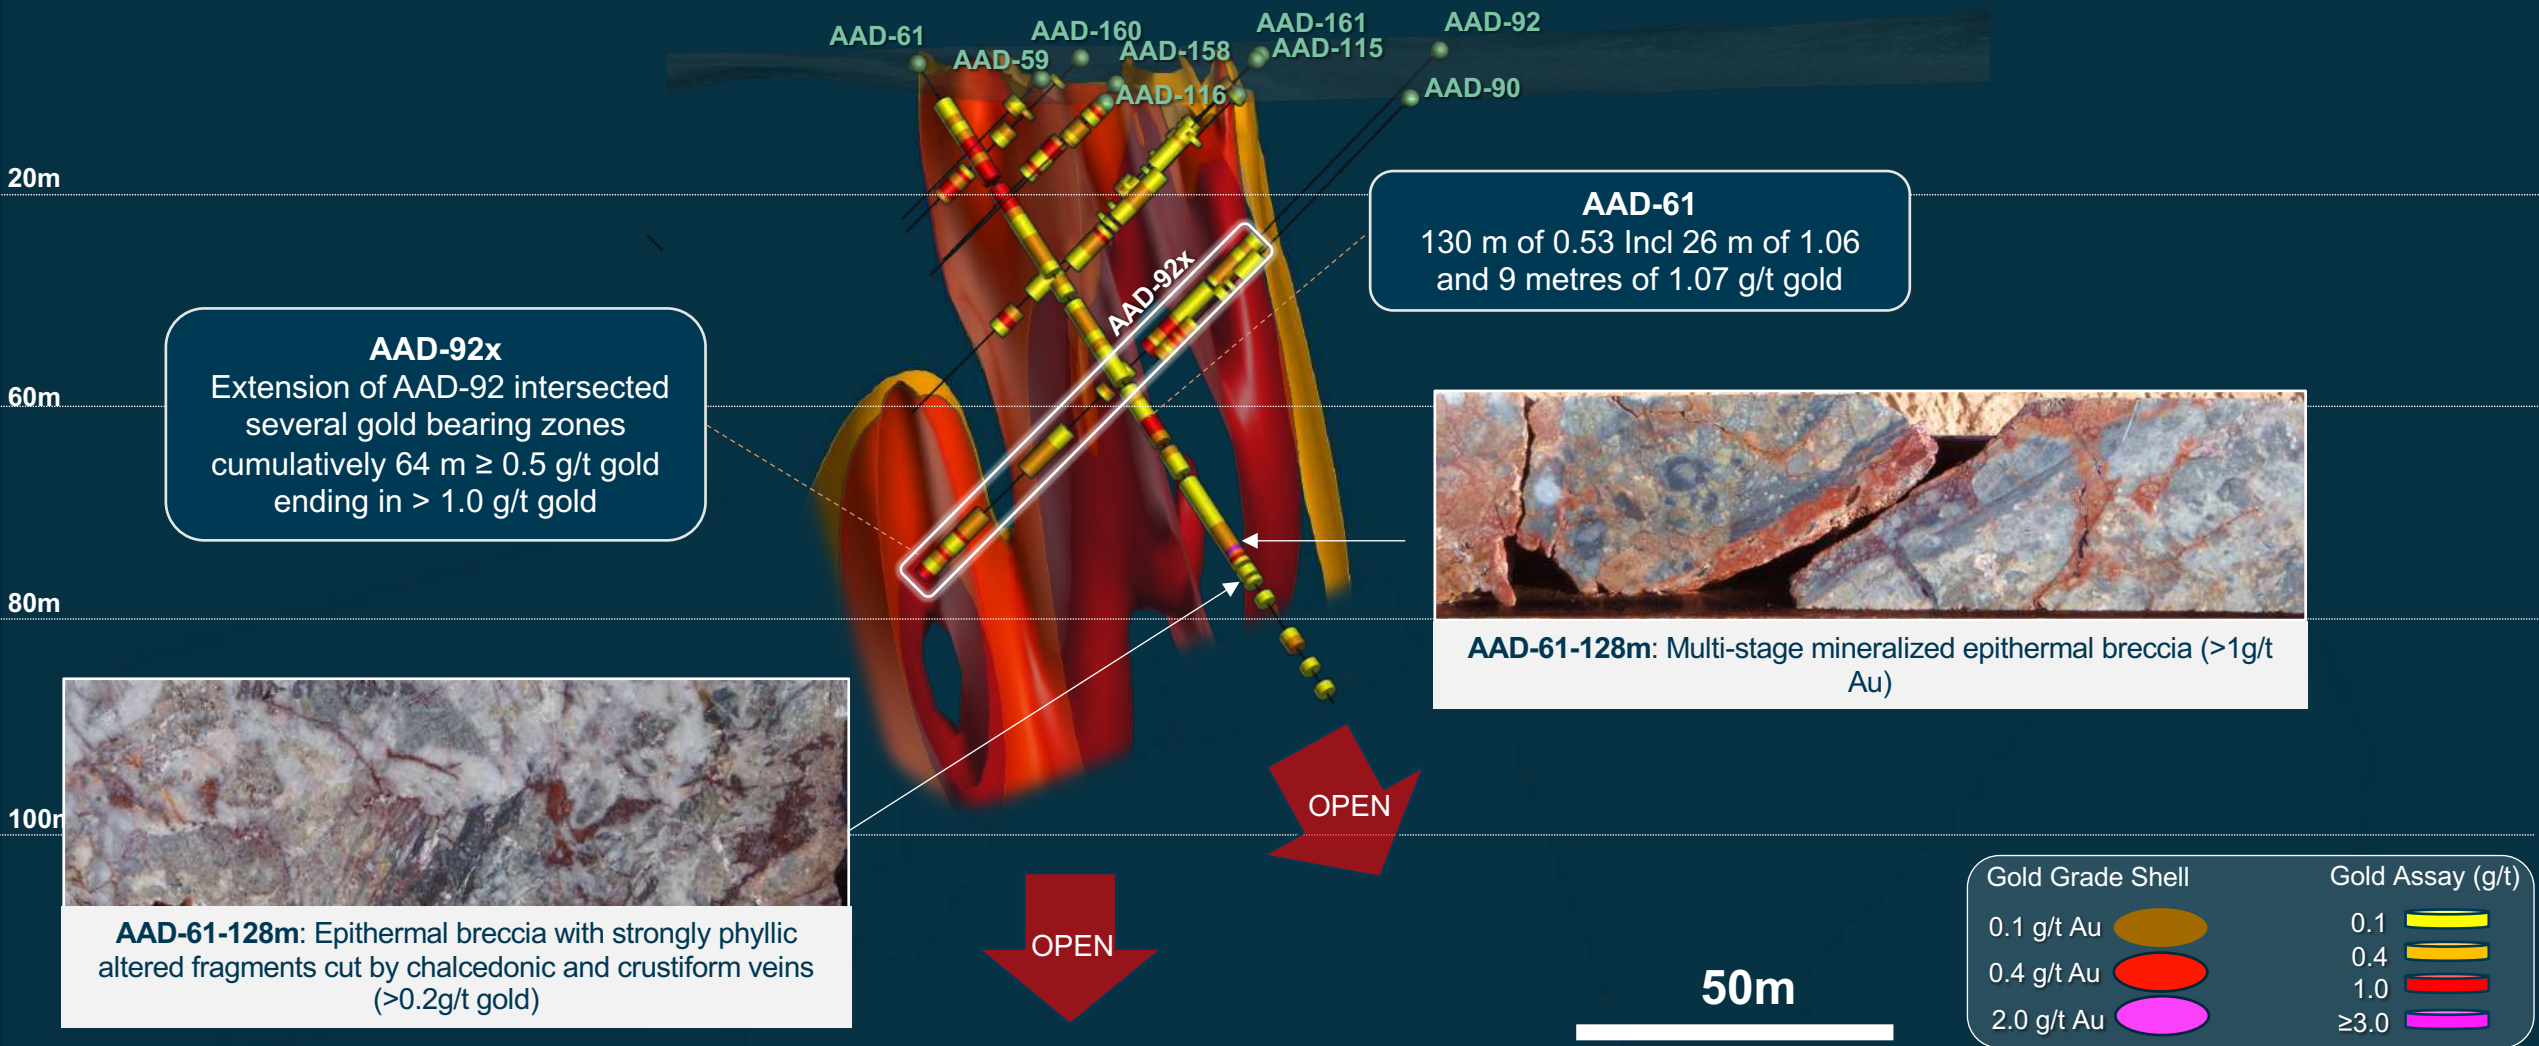 AAD-61
AAD-160
AAD-59
AAD-158
AAD-161
AAD-115
AAD-116
AAD-92
AAD-90
20m
60m
80m
100m
AAD-61
130 m of 0.53 Incl 26 m of 1.06
and 9 metres of 1.07 g/t gold
AAD-92x
AAD-92x
Extension of AAD-92 intersected
several gold bearing zones
cumulatively 64 m ≥ 0.5 g/t gold
ending in > 1.0 g/t gold
AAD-61-128m: Multi-stage mineralized epithermal breccia (>1g/t
Au)
AAD-61-128m: Epithermal breccia with strongly phyllic
altered fragments cut by chalcedonic and crustiform veins
(>0.2g/t gold)
OPEN
OPEN
50m
Gold Grade Shell
0.1 g/t Au
0.4 g/t Au
2.0 g/t Au
Gold Assay (g/t)
0.1
0.4
1.0
≥3.0